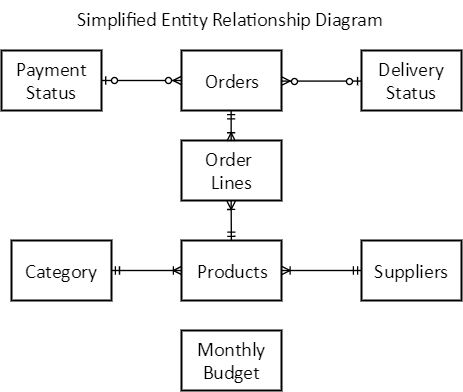 Simplified Entity Relationship Diagram
Payment
Status
Orders
Delivery
Status
Order
Lines
Category
Products
Suppliers
Monthly
Budget